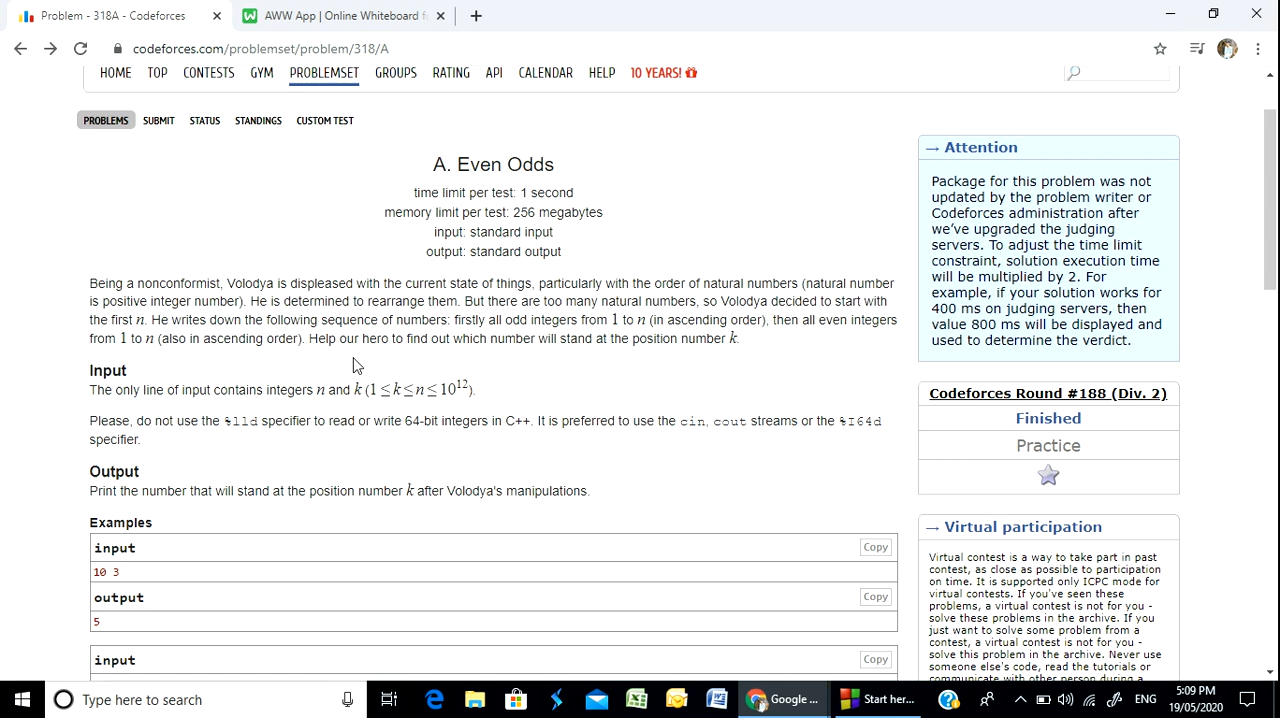 Problem - 318A - Codeforces
AWW App | Online Whiteboard f
codeforces.com/problemset/problem/318/A
HOME TOP CONTESTS GYM PROBLEMSET GROUPS RATING API CALENDAR HELP 10 YEARS!
PROBLEMS SUBMIT STATUS STANDINGS CUSTOM TEST
A. Even Odds
time limit per test: 1 second
memory limit per test: 256 megabytes
input: standard input
output: standard output
Being a nonconformist, Volodya is displeased with the current state of things, particularly with the order of natural numbers (natural number
is positive integer number). He is determined to rearrange them. But there are too many natural numbers, so Volodya decided to start with
the first n. He writes down the following sequence of numbers: firstly all odd integers from 1 to n (in ascending order), then all even integers
from 1 to n (also in ascending order). Help our hero to find out which number will stand at the position number k.
Input
The only line of input contains integers n and k (1 ≤ k ≤ n ≤ 10¹²).
Please, do not use the %lld specifier to read or write 64-bit integers in C++. It is preferred to use the cin, cout streams or the %I64d
specifier.
Output
Print the number that will stand at the position number k after Volodya's manipulations.
Examples
input
Copy
10 3
output
Copy
5
input
Copy
→ Attention
Package for this problem was not
updated by the problem writer or
Codeforces administration after
we've upgraded the judging
servers. To adjust the time limit
constraint, solution execution time
will be multiplied by 2. For
example, if your solution works for
400 ms on judging servers, then
value 800 ms will be displayed and
used to determine the verdict.
Codeforces Round #188 (Div. 2)
Finished
Practice
→ Virtual participation
Virtual contest is a way to take part in past
contest, as close as possible to participation
on time. It is supported only ICPC mode for
virtual contests. If you've seen these
problems, a virtual contest is not for you -
solve these problems in the archive. If you
just want to solve some problem from a
contest, a virtual contest is not for you -
solve this problem in the archive. Never use
someone else's code, read the tutorials or
communicate with other person during a
Type here to search
Google ...
Start her...
ENG
5:09 PM
19/05/2020